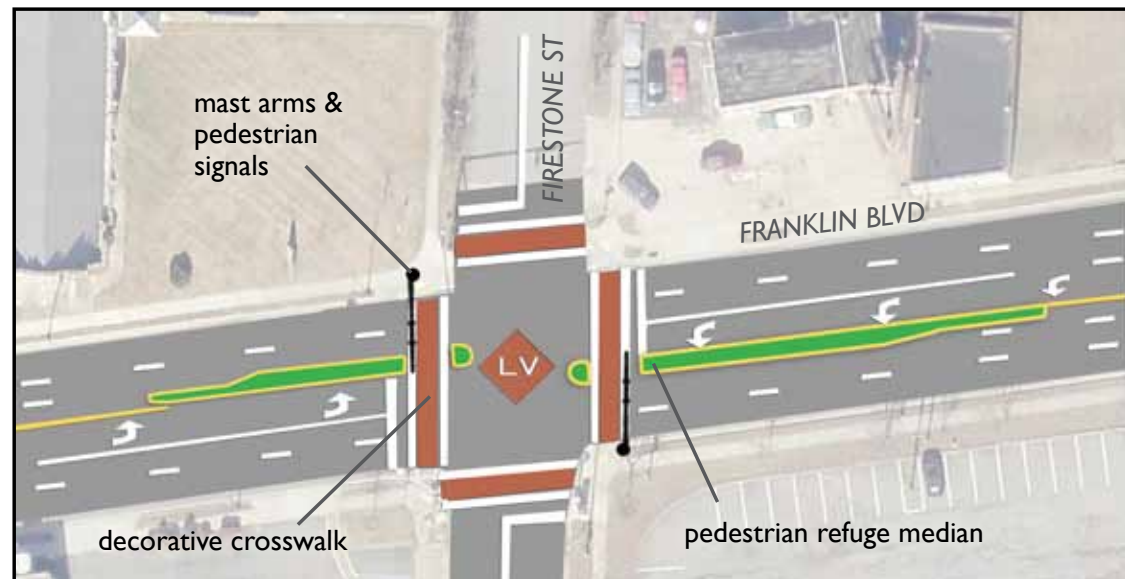 mast arms &
pedestrian
signals
FIRESTONE ST
FRANKLIN BLVD
LV
decorative crosswalk
pedestrian refuge median